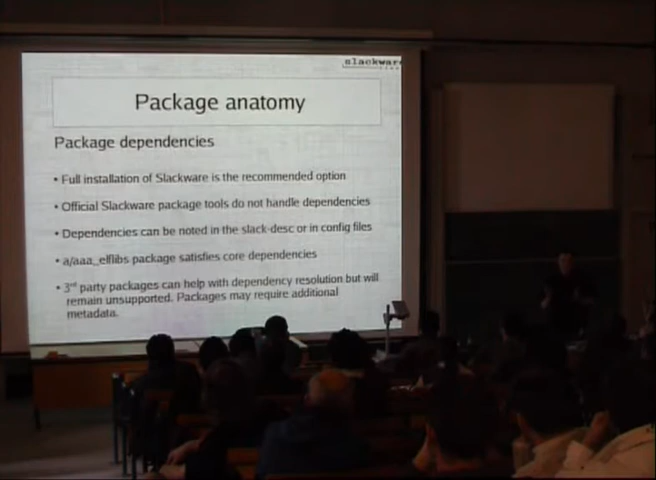 slackware
Package anatomy
Package dependencies
• Full installation of Slackware is the recommended option
• Official Slackware package tools do not handle dependencies
• Dependencies can be noted in the slack-desc or in config files
• a/aaa_elflibs package satisfies core dependencies
• 3rd party packages can help with dependency resolution but will
remain unsupported. Packages may require additional
metadata.